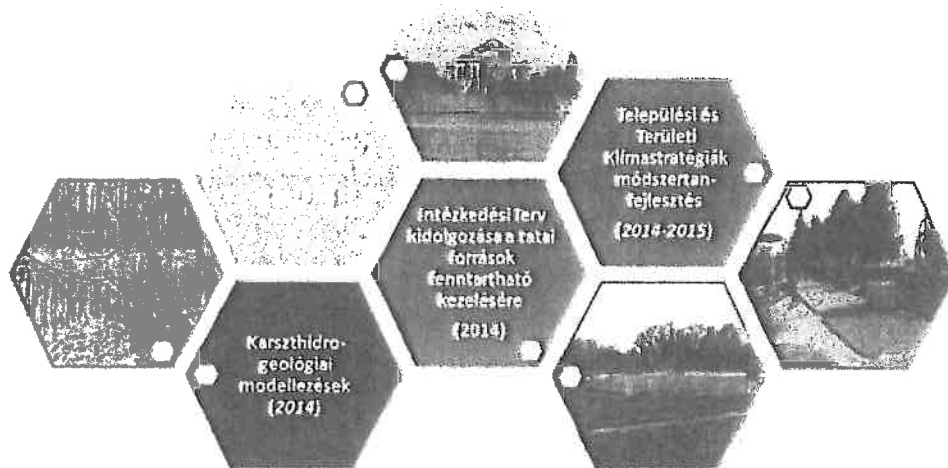 Karszthidro-
geológiai
modellezések
(2014)
Intézkedési Terv
kidolgozása a tatai
források
fenntartható
kezelésére
(2014)
Települési és
Területi
Klímastratégiák
módszertan-
fejlesztés
(2014-2015)